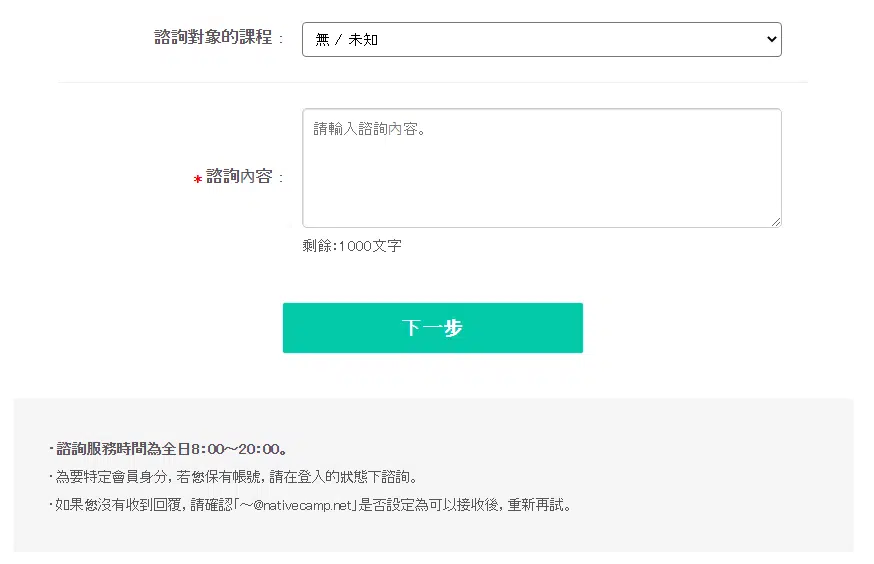 諮詢對象的課程 :
無 / 未知
請輸入諮詢內容。
* 諮詢內容 :
剩餘:1000文字
下一步
·諮詢服務時間為全日8:00～20:00。
·為要特定會員身分, 若您保有帳號, 請在登入的狀態下諮詢。
·如果您沒有收到回覆, 請確認「～@nativecamp.net」是否設定為可以接收後, 重新再試。